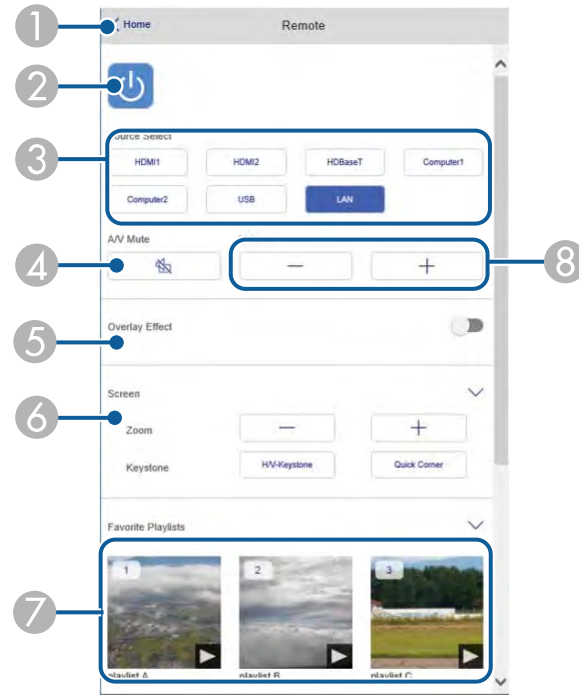 1
Home
Remote
2
Source Select
3
HDMI1
HDMI2
HDBaseT
Computer1
Computer2
USB
LAN
A/V Mute
4
8
Overlay Effect
5
Screen
6
Zoom
Keystone
H/V-Keystone
Quick Corner
Favorite Playlists
7
1
2
3
playlist A
playlist B
playlist C